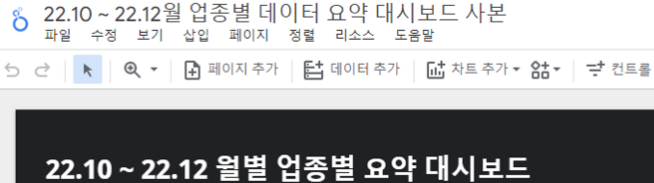 22.10 ~ 22.12월 업종별 데이터 요약 대시보드 사본
파일 수정 보기 삽입 페이지 정렬 리소스 도움말
페이지 추가 데이터 추가 차트 추가 컨트롤
22.10 ~ 22.12 월별 업종별 요약 대시보드